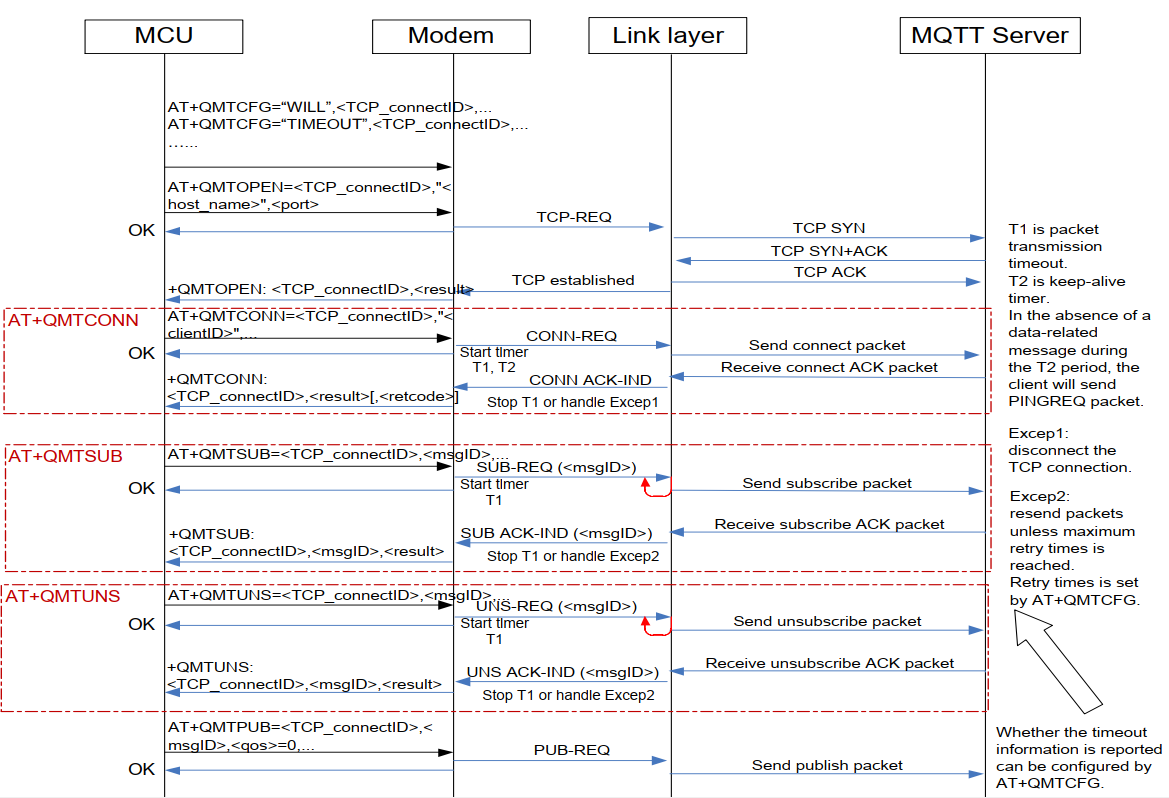 MCU
Modem
Link layer
MQTT Server
AT+QMTCFG=“WILL”,<TCP_connectID>,...
AT+QMTCFG=“TIMEOUT”,<TCP_connectID>,...
…...
AT+QMTOPEN=<TCP_connectID>,"<
host_name>",<port>
TCP-REQ
OK
TCP SYN
TCP SYN+ACK
TCP ACK
TCP established
+QMTOPEN: <TCP_connectID>,<result>
AT+QMTCONN
AT+QMTCONN=<TCP_connectID>,"<
clientID>",...
CONN-REQ
OK
Start timer
T1, T2
Send connect packet
Receive connect ACK packet
+QMTCONN:
<TCP_connectID>,<result>[,<retcode>]
CONN ACK-IND
Stop T1 or handle Excep1
AT+QMTSUB
AT+QMTSUB=<TCP_connectID>,<msgID>,...
SUB-REQ (<msgID>)
OK
Start timer
T1
Send subscribe packet
Receive subscribe ACK packet
+QMTSUB:
<TCP_connectID>,<msgID>,<result>
SUB ACK-IND (<msgID>)
Stop T1 or handle Excep2
AT+QMTUNS
AT+QMTUNS=<TCP_connectID>,<msgID>...
UNS-REQ (<msgID>)
OK
Start timer
T1
Send unsubscribe packet
Receive unsubscribe ACK packet
+QMTUNS:
<TCP_connectID>,<msgID>,<result>
UNS ACK-IND (<msgID>)
Stop T1 or handle Excep2
AT+QMTPUB=<TCP_connectID>,<
msgID>,<qos>=0,...
PUB-REQ
OK
Send publish packet
T1 is packet
transmission
timeout.
T2 is keep-alive
timer.
In the absence of a
data-related
message during
the T2 period, the
client will send
PINGREQ packet.
Excep1:
disconnect the
TCP connection.
Excep2:
resend packets
unless maximum
retry times is
reached.
Retry times is set
by AT+QMTCFG.
Whether the timeout
information is reported
can be configured by
AT+QMTCFG.